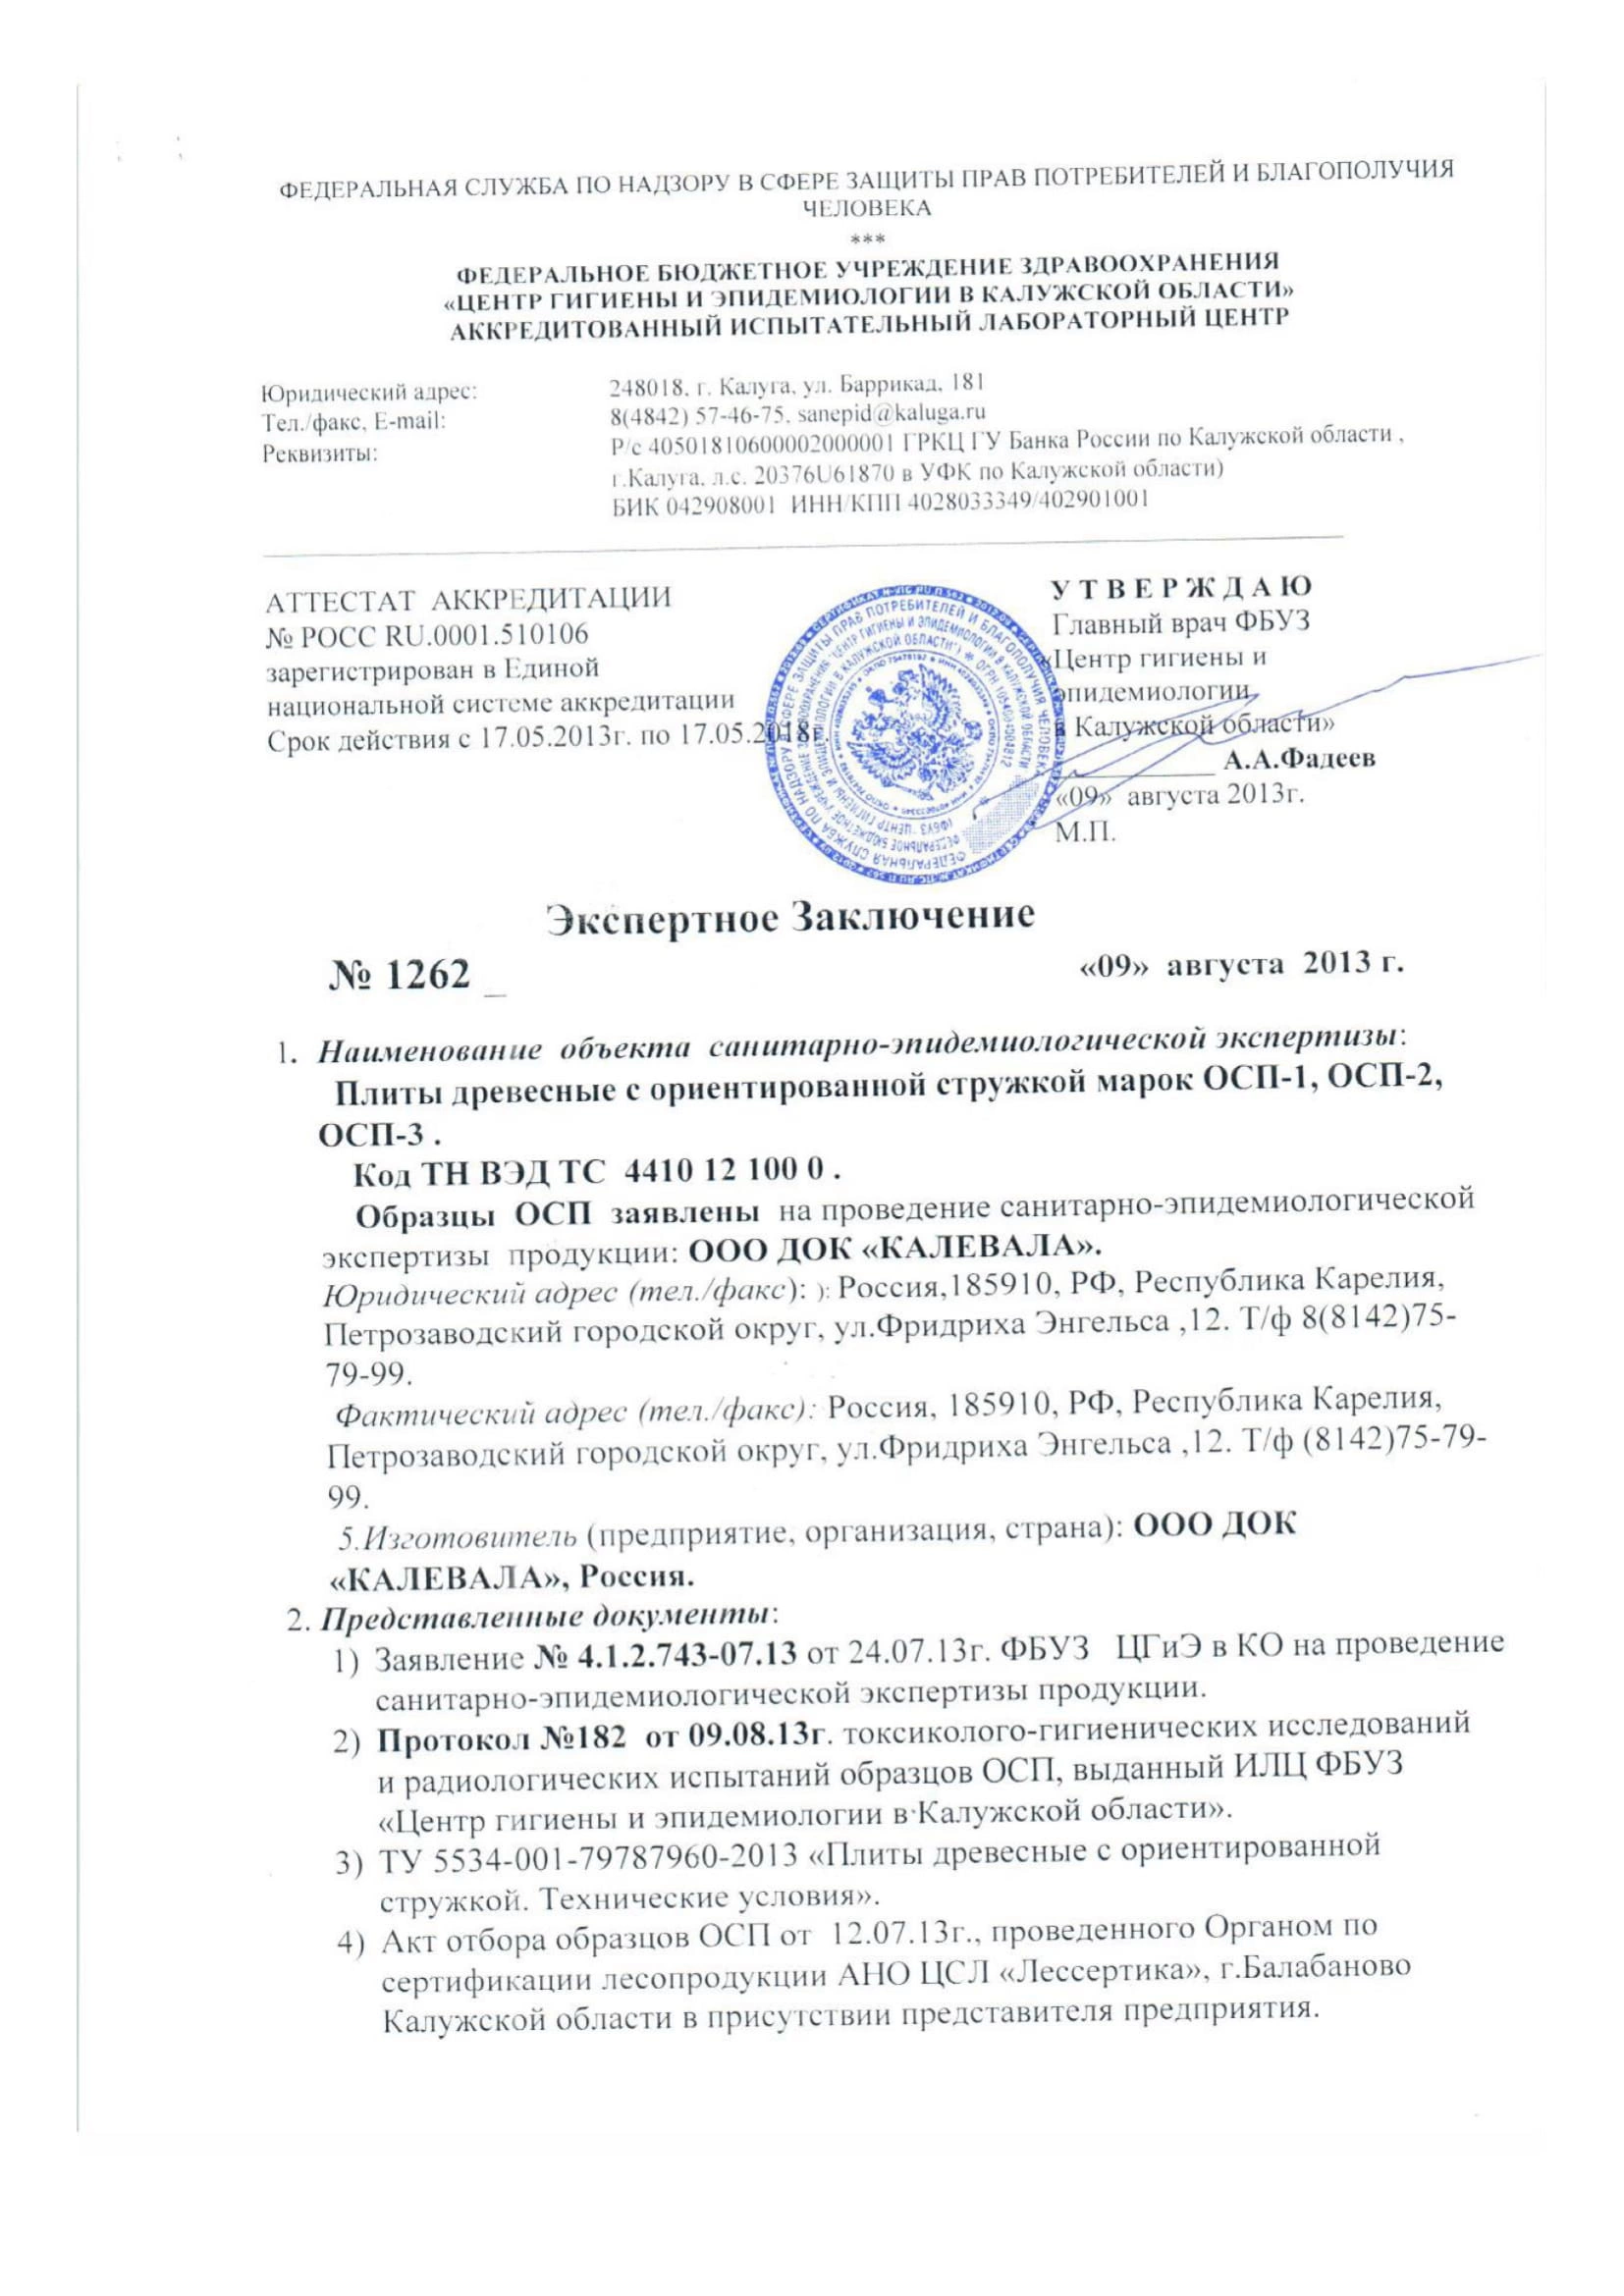 ФЕДЕРАЛЬНАЯ СЛУЖБА ПО НАДЗОРУ В СФЕРЕ ЗАЩИТЫ ПРАВ ПОТРЕБИТЕЛЕЙ И БЛАГОПОЛУЧИЯ
ЧЕЛОВЕКА
***
ФЕДЕРАЛЬНОЕ БЮДЖЕТНОЕ УЧРЕЖДЕНИЕ ЗДРАВООХРАНЕНИЯ
«ЦЕНТР ГИГИЕНЫ И ЭПИДЕМИОЛОГИИ В КАЛУЖСКОЙ ОБЛАСТИ»
АККРЕДИТОВАННЫЙ ИСПЫТАТЕЛЬНЫЙ ЛАБОРАТОРНЫЙ ЦЕНТР
Юридический адрес: 248018, г. Калуга, ул. Баррикад, 181
Тел./факс, E-mail: 8(4842) 57-46-75, sanepid@kaluga.ru
Реквизиты: Р/с 40501810600002000001 ГРКЦ ГУ Банка России по Калужской области ,
г.Калуга, л.с. 20376U61870 в УФК по Калужской области)
БИК 042908001 ИНН/КПП 4028033349/402901001
АТТЕСТАТ АККРЕДИТАЦИИ
№ РОСС RU.0001.510106
зарегистрирован в Единой
национальной системе аккредитации
Срок действия с 17.05.2013г. по 17.05.2018г.
У Т В Е Р Ж Д А Ю
Главный врач ФБУЗ
«Центр гигиены и
эпидемиологии
в Калужской области»
____________ А.А.Фадеев
«09» августа 2013г.
М.П.
Экспертное Заключение
№ 1262 _ «09» августа 2013 г.
1. Наименование объекта санитарно-эпидемиологической экспертизы:
Плиты древесные с ориентированной стружкой марок ОСП-1, ОСП-2,
ОСП-3 .
Код ТН ВЭД ТС 4410 12 100 0 .
Образцы ОСП заявлены на проведение санитарно-эпидемиологической
экспертизы продукции: ООО ДОК «КАЛЕВАЛА».
Юридический адрес (тел./факс): ): Россия,185910, РФ, Республика Карелия,
Петрозаводский городской округ, ул.Фридриха Энгельса ,12. Т/ф 8(8142)75-
79-99.
Фактический адрес (тел./факс): Россия, 185910, РФ, Республика Карелия,
Петрозаводский городской округ, ул.Фридриха Энгельса ,12. Т/ф (8142)75-79-
99.
5.Изготовитель (предприятие, организация, страна): ООО ДОК
«КАЛЕВАЛА», Россия.
2. Представленные документы:
1) Заявление № 4.1.2.743-07.13 от 24.07.13г. ФБУЗ ЦГиЭ в КО на проведение
санитарно-эпидемиологической экспертизы продукции.
2) Протокол №182 от 09.08.13г. токсиколого-гигиенических исследований
и радиологических испытаний образцов ОСП, выданный ИЛЦ ФБУЗ
«Центр гигиены и эпидемиологии в Калужской области».
3) ТУ 5534-001-79787960-2013 «Плиты древесные с ориентированной
стружкой. Технические условия».
4) Акт отбора образцов ОСП от 12.07.13г., проведенного Органом по
сертификации лесопродукции АНО ЦСЛ «Лессертика», г.Балабаново
Калужской области в присутствии представителя предприятия.